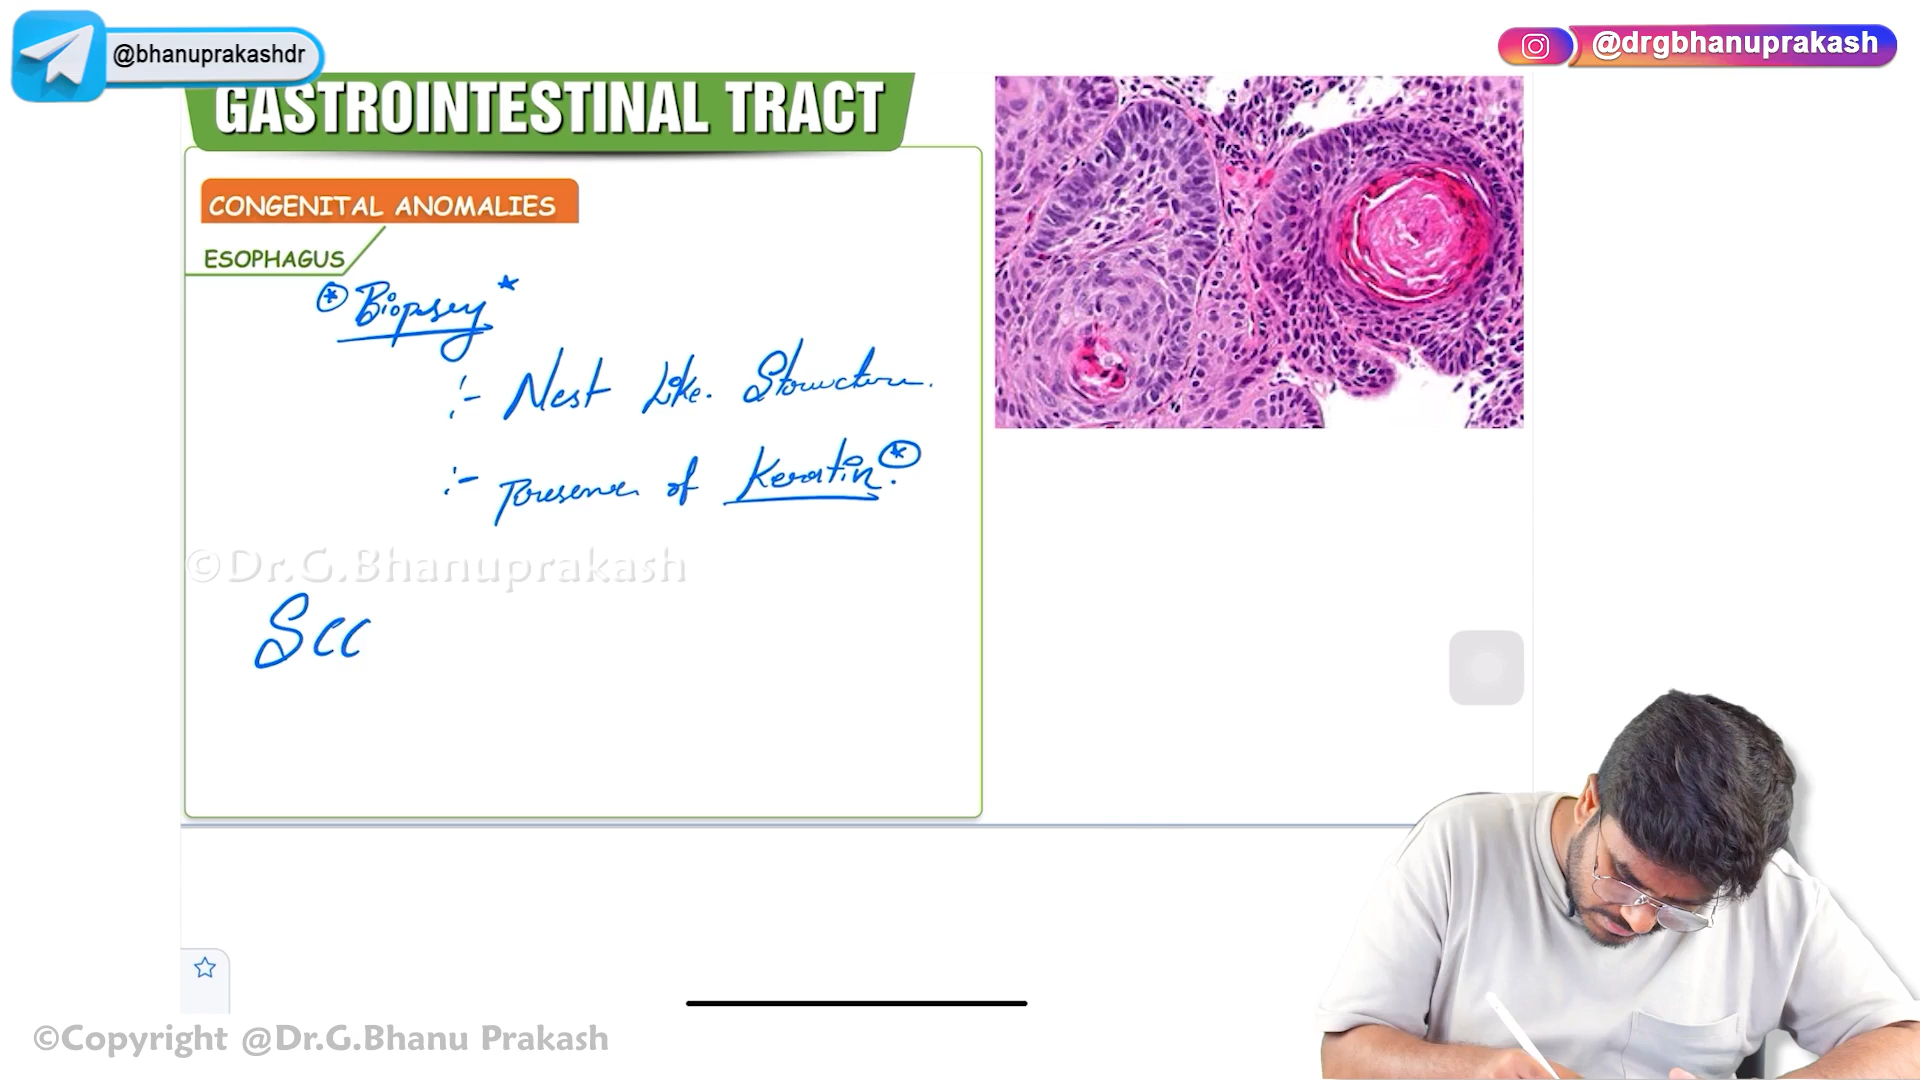 @bhanuprakashdr
@drgbhanuprakash
GASTROINTESTINAL TRACT
CONGENITAL ANOMALIES
ESOPHAGUS
Biopsey
:- Nest Like. Structure.
:- Presence of Keratin.
©Dr.G.Bhanuprakash
SCC
©Copyright @Dr.G.Bhanu Prakash